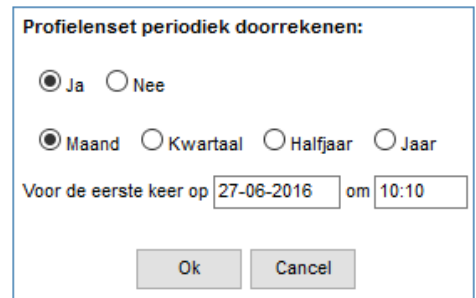 Profielenset periodiek doorrekenen:
Ja Nee
Maand Kwartaal Halfjaar Jaar
Voor de eerste keer op 27-06-2016 om 10:10
Ok Cancel